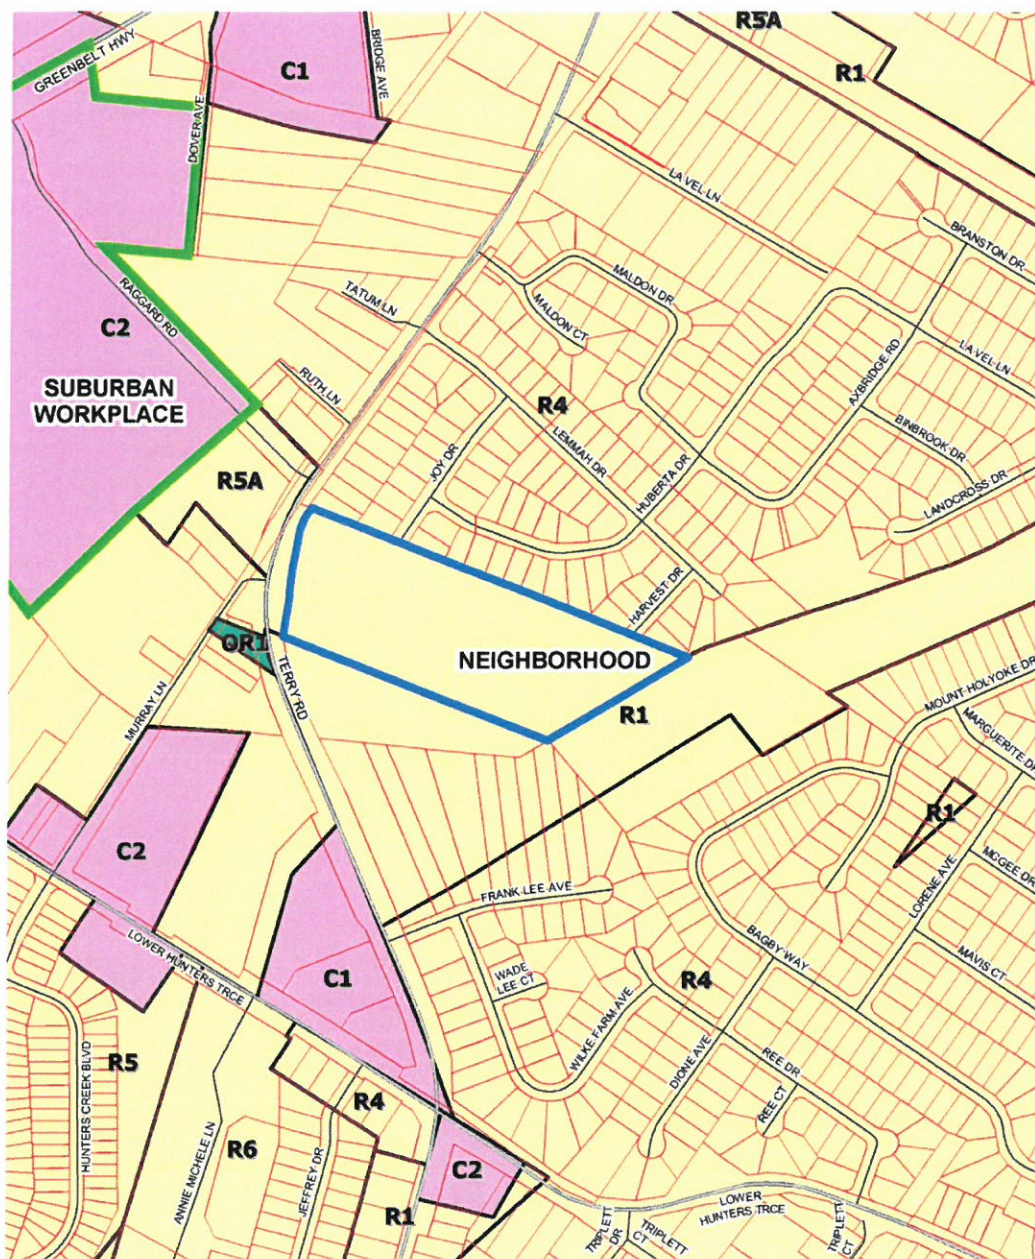 R5A
GREENBELT HWY
BRIDGE AVE
C1
R1
DOVER AVE
LAVEL LN
BRANSTON DR
MALDON DR
RAGGARD RD
TATUM LN
MALDON CT
C2
LAVEL LN
AXBRIDGE RD
SUBURBAN
WORKPLACE
RUTH LN
R4
LEMMAH DR
BINBROOK DR
JOY DR
HUBERTA DR
LANDCROSS DR
R5A
HARVEST DR
OR1
NEIGHBORHOOD
TERRY RD
MURRAY LN
R1
MOUNT HOLYOKE DR
MARGUERITE DR
R1
C2
MCGEE DR
FRANK LEE AVE
LORENE AVE
BAGBY WAY
LOWER HUNTERS TRCE
C1
WADE
LEE CT
R4
MAVIS CT
WILKE FARM AVE
DIONE AVE
REE DR
R5
HUNTERS CREEK BLVD
R4
REE CT
ANNIE MICHELE LN
R6
JEFFREY DR
C2
R1
LOWER
HUNTERS TRCE
TRIPLETT
DR
TRIPLETT
CT
TRIPLETT
CT